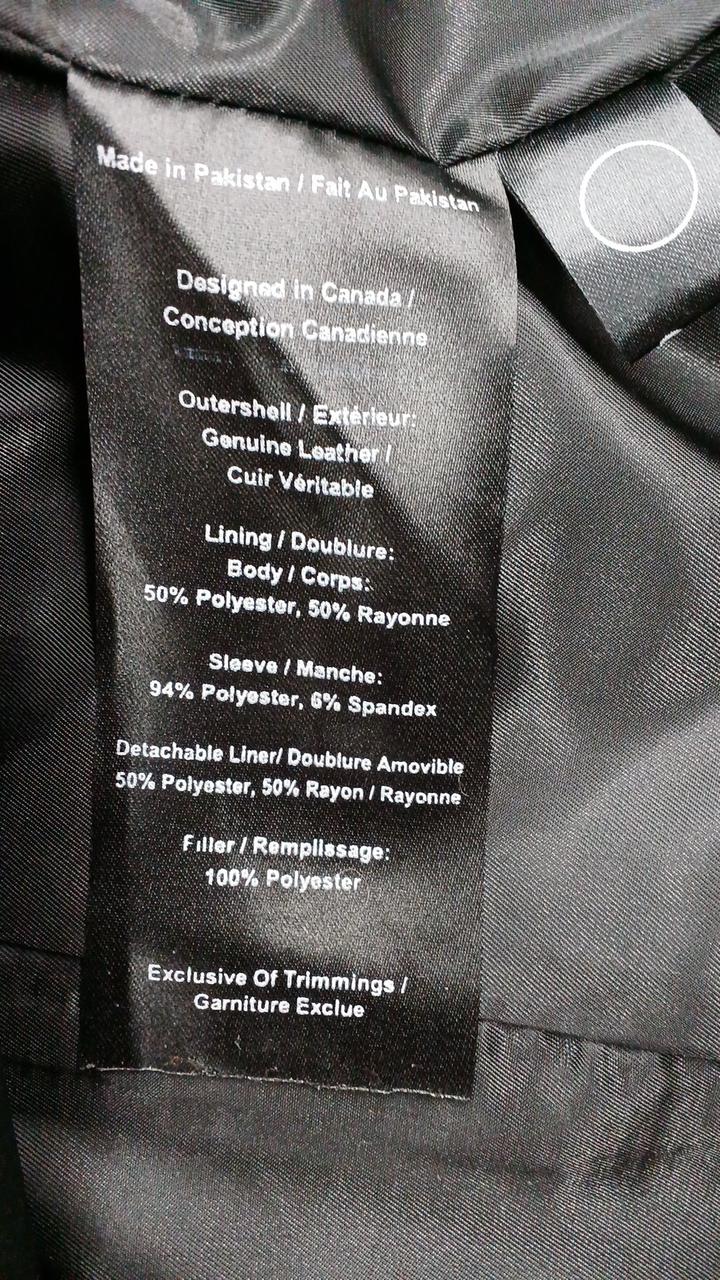 Made in Pakistan / Fait Au Pakistan
Designed in Canada /
Conception Canadienne
Outershell / Extérieur:
Genuine Leather /
Cuir Véritable
Lining / Doublure:
Body / Corps:
50% Polyester, 50% Rayonne
Sleeve / Manche:
94% Polyester, 6% Spandex
Detachable Liner/ Doublure Amovible
50% Polyester, 50% Rayon / Rayonne
Filler / Remplissage:
100% Polyester
Exclusive Of Trimmings /
Garniture Exclue